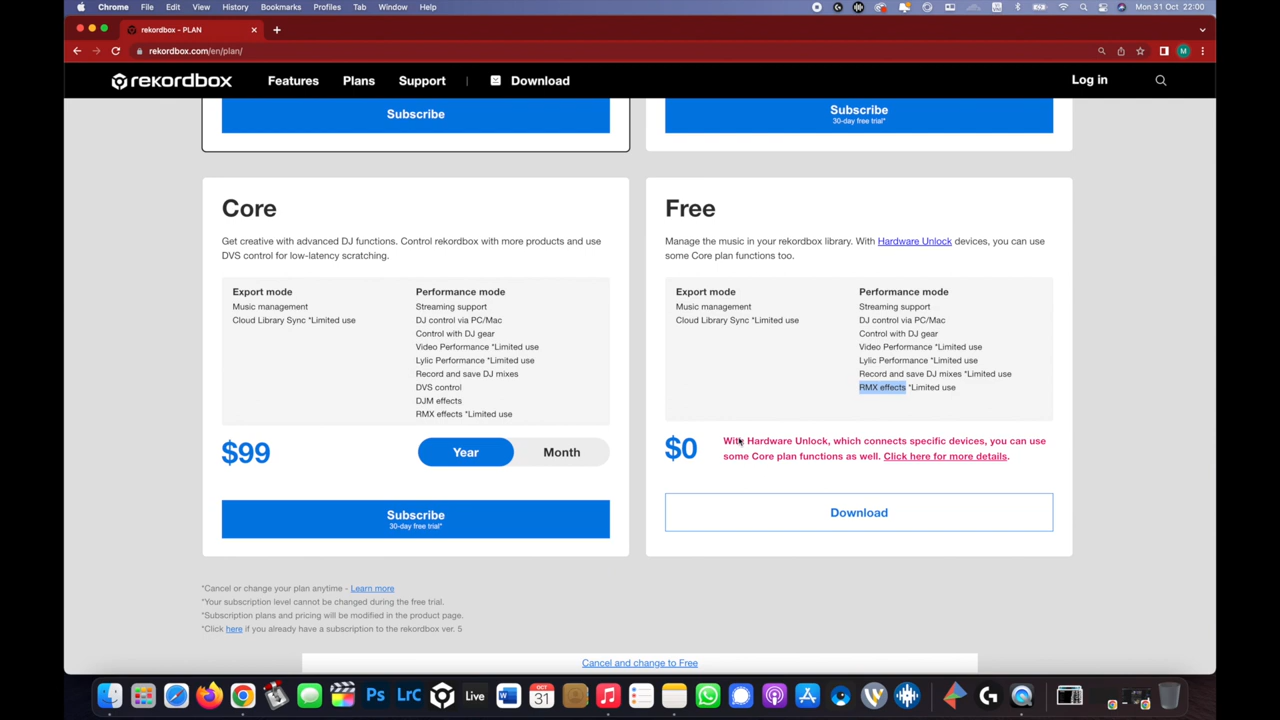 Chrome File Edit View History Bookmarks Profiles Tab Window Help
Mon 31 Oct 22:00
rekordbox - PLAN
rekordbox.com/en/plan/
M
rekordbox Features Plans Support Download Log in
Subscribe
Subscribe
30-day free trial*
Core
Get creative with advanced DJ functions. Control rekordbox with more products and use
DVS control for low-latency scratching.
Export mode
Music management
Cloud Library Sync *Limited use
Performance mode
Streaming support
DJ control via PC/Mac
Control with DJ gear
Video Performance *Limited use
Lylic Performance *Limited use
Record and save DJ mixes
DVS control
DJM effects
RMX effects *Limited use
$99
Year Month
Subscribe
30-day free trial*
Free
Manage the music in your rekordbox library. With Hardware Unlock devices, you can use
some Core plan functions too.
Export mode
Music management
Cloud Library Sync *Limited use
Performance mode
Streaming support
DJ control via PC/Mac
Control with DJ gear
Video Performance *Limited use
Lylic Performance *Limited use
Record and save DJ mixes *Limited use
RMX effects *Limited use
$0
With Hardware Unlock, which connects specific devices, you can use
some Core plan functions as well. Click here for more details.
Download
*Cancel or change your plan anytime - Learn more
*Your subscription level cannot be changed during the free trial.
*Subscription plans and pricing will be modified in the product page.
*Click here if you already have a subscription to the rekordbox ver. 5
Cancel and change to Free
Ps LrC Live OCT 31